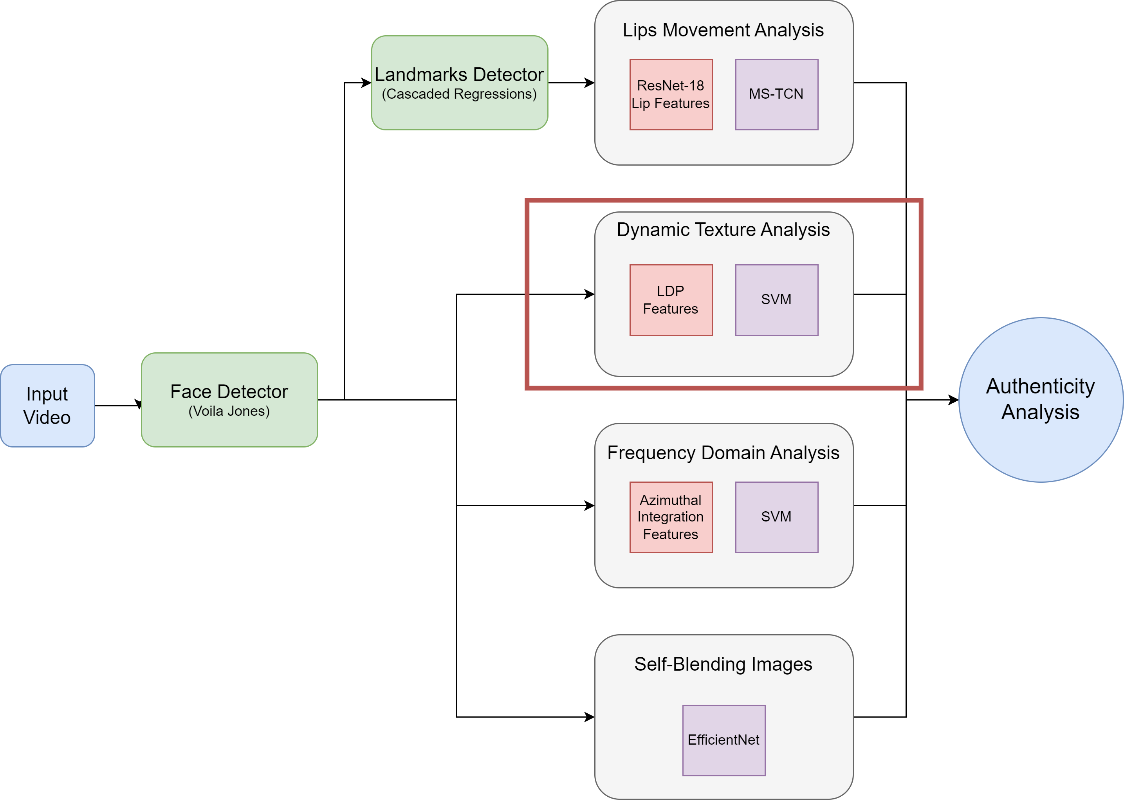 Lips Movement Analysis
ResNet-18
Lip Features
MS-TCN
Landmarks Detector
(Cascaded Regressions)
Dynamic Texture Analysis
LDP
Features
SVM
Input
Video
Face Detector
(Voila Jones)
Authenticity
Analysis
Frequency Domain Analysis
Azimuthal
Integration
Features
SVM
Self-Blending Images
EfficientNet